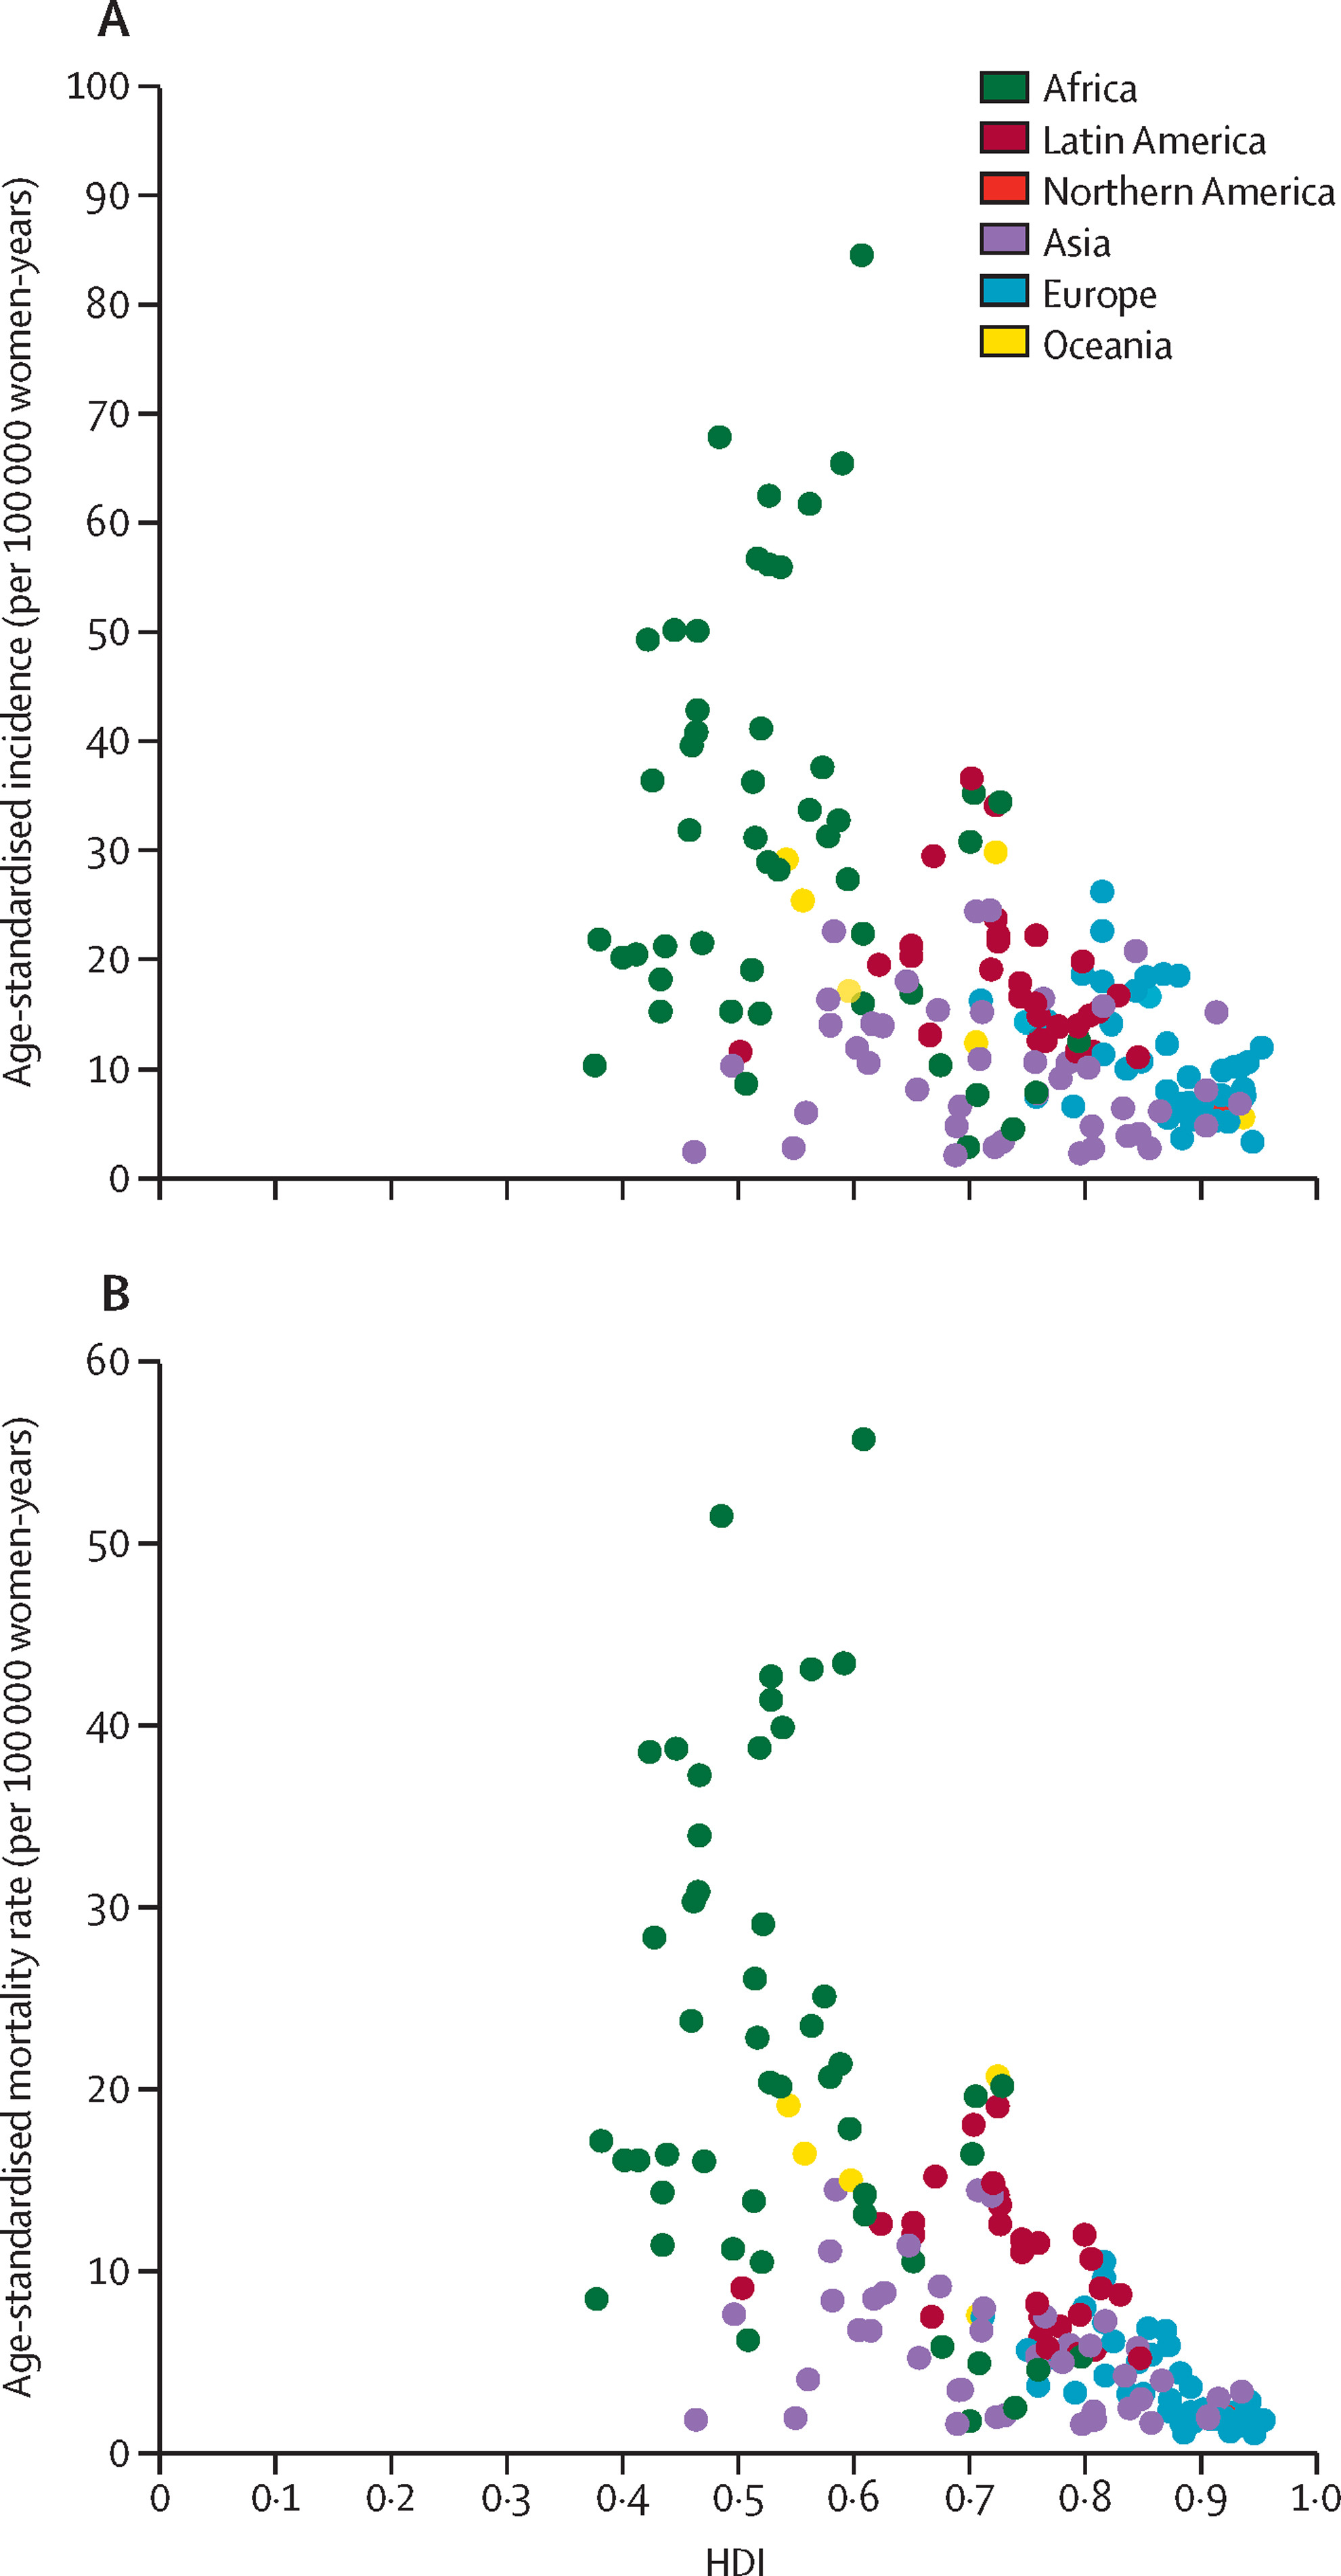 A
100
90
80
70
60
50
40
30
20
10
0
Age-standardised incidence (per 100 000 women-years)
Africa
Latin America
Northern America
Asia
Europe
Oceania
B
60
50
40
30
20
10
0
Age-standardised mortality rate (per 100 000 women-years)
0 0·1 0·2 0·3 0·4 0·5 0·6 0·7 0·8 0·9 1·0
HDI